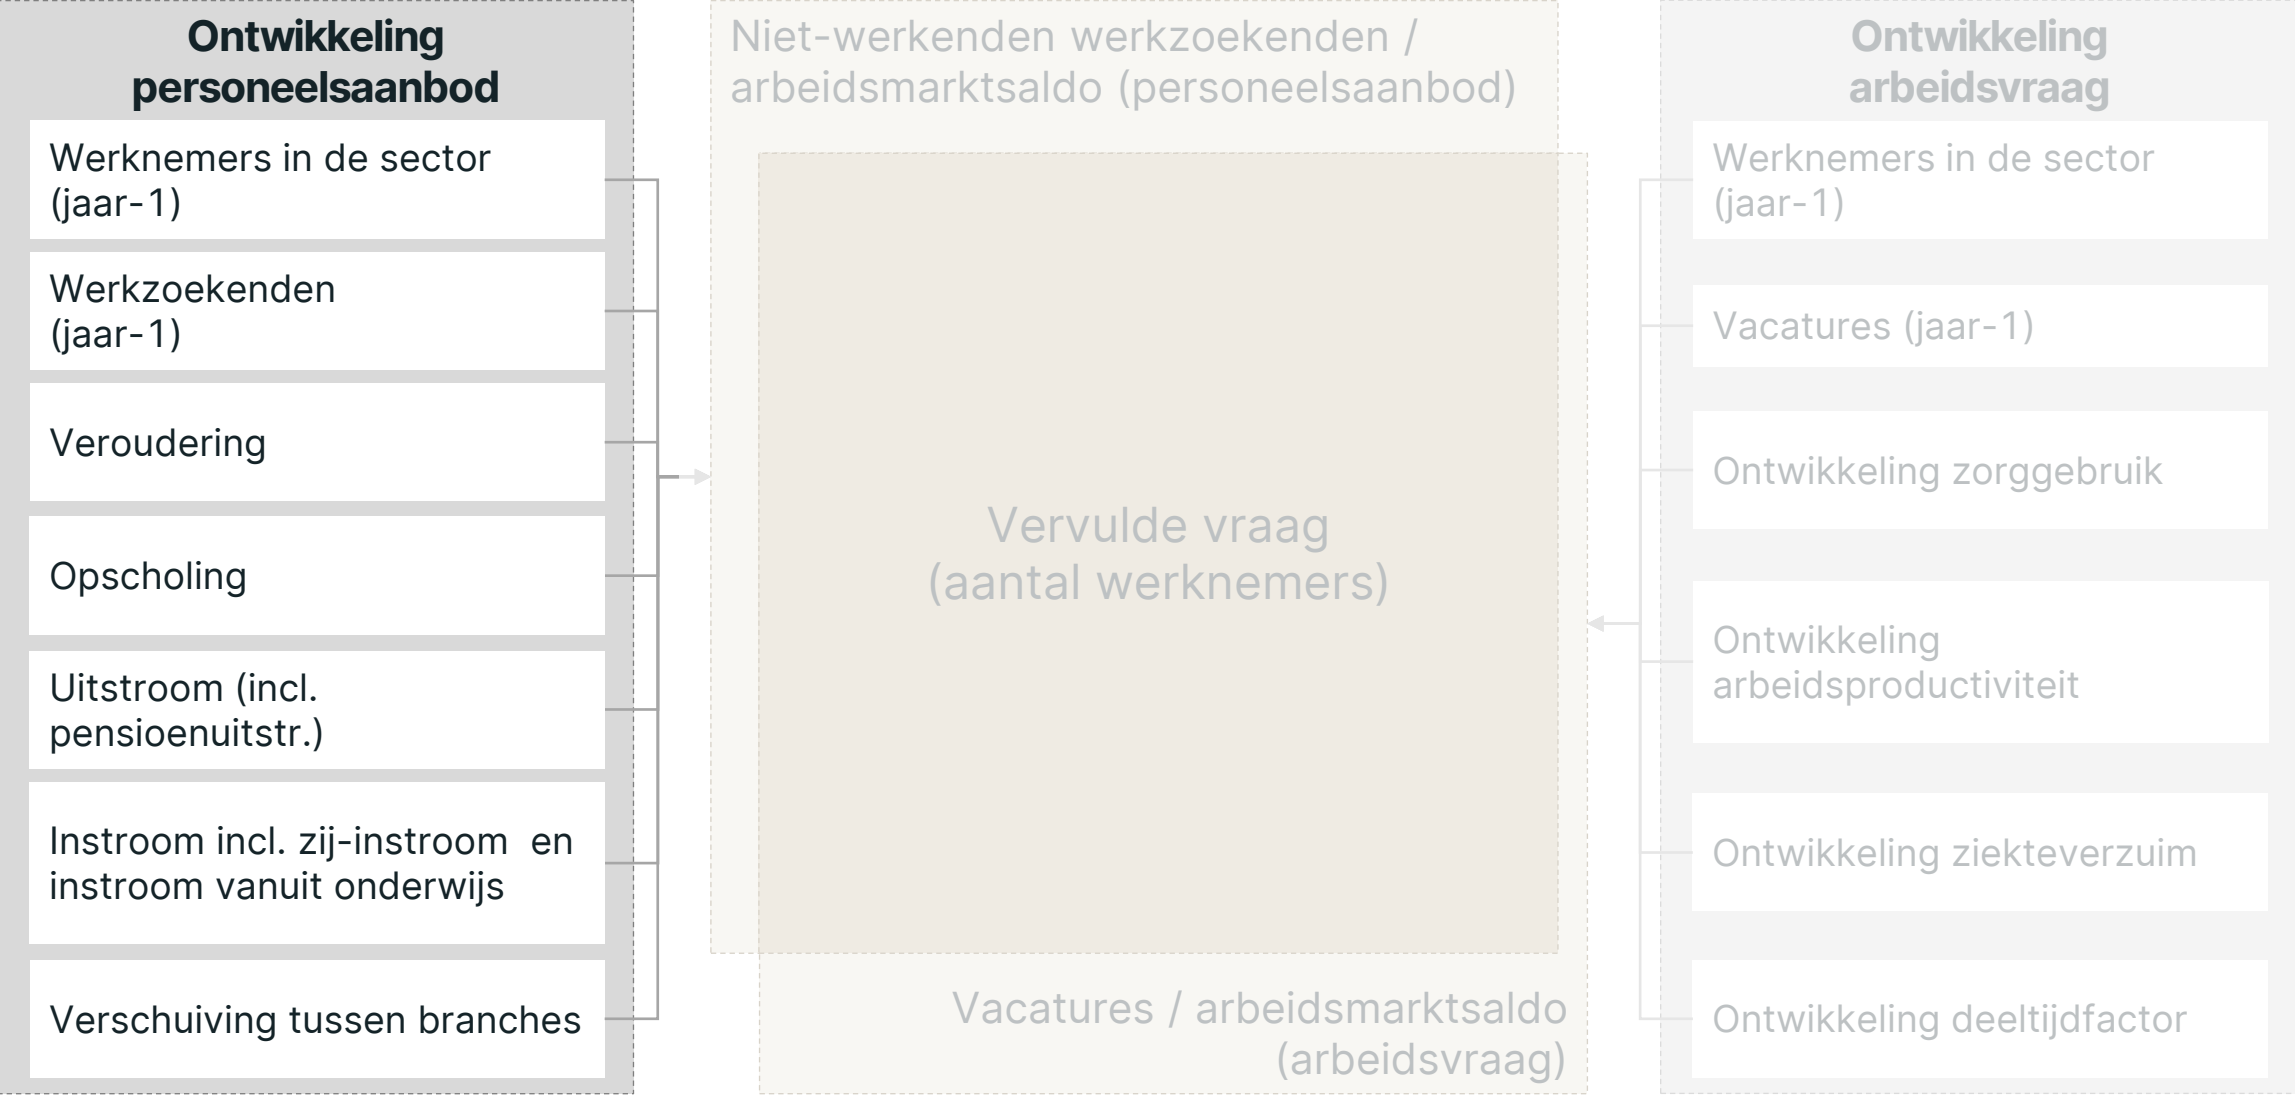 Ontwikkeling
personeelsaanbod
Werknemers in de sector
(jaar-1)
Werkzoekenden
(jaar-1)
Veroudering
Opscholing
Uitstroom (incl.
pensioenuitstr.)
Instroom incl. zij-instroom  en
instroom vanuit onderwijs
Verschuiving tussen branches
Niet-werkenden werkzoekenden /
arbeidsmarktsaldo (personeelsaanbod)
Vervulde vraag
(aantal werknemers)
Vacatures / arbeidsmarktsaldo
(arbeidsvraag)
Ontwikkeling
arbeidsvraag
Werknemers in de sector
(jaar-1)
Vacatures (jaar-1)
Ontwikkeling zorggebruik
Ontwikkeling
arbeidsproductiviteit
Ontwikkeling ziekteverzuim
Ontwikkeling deeltijdfactor